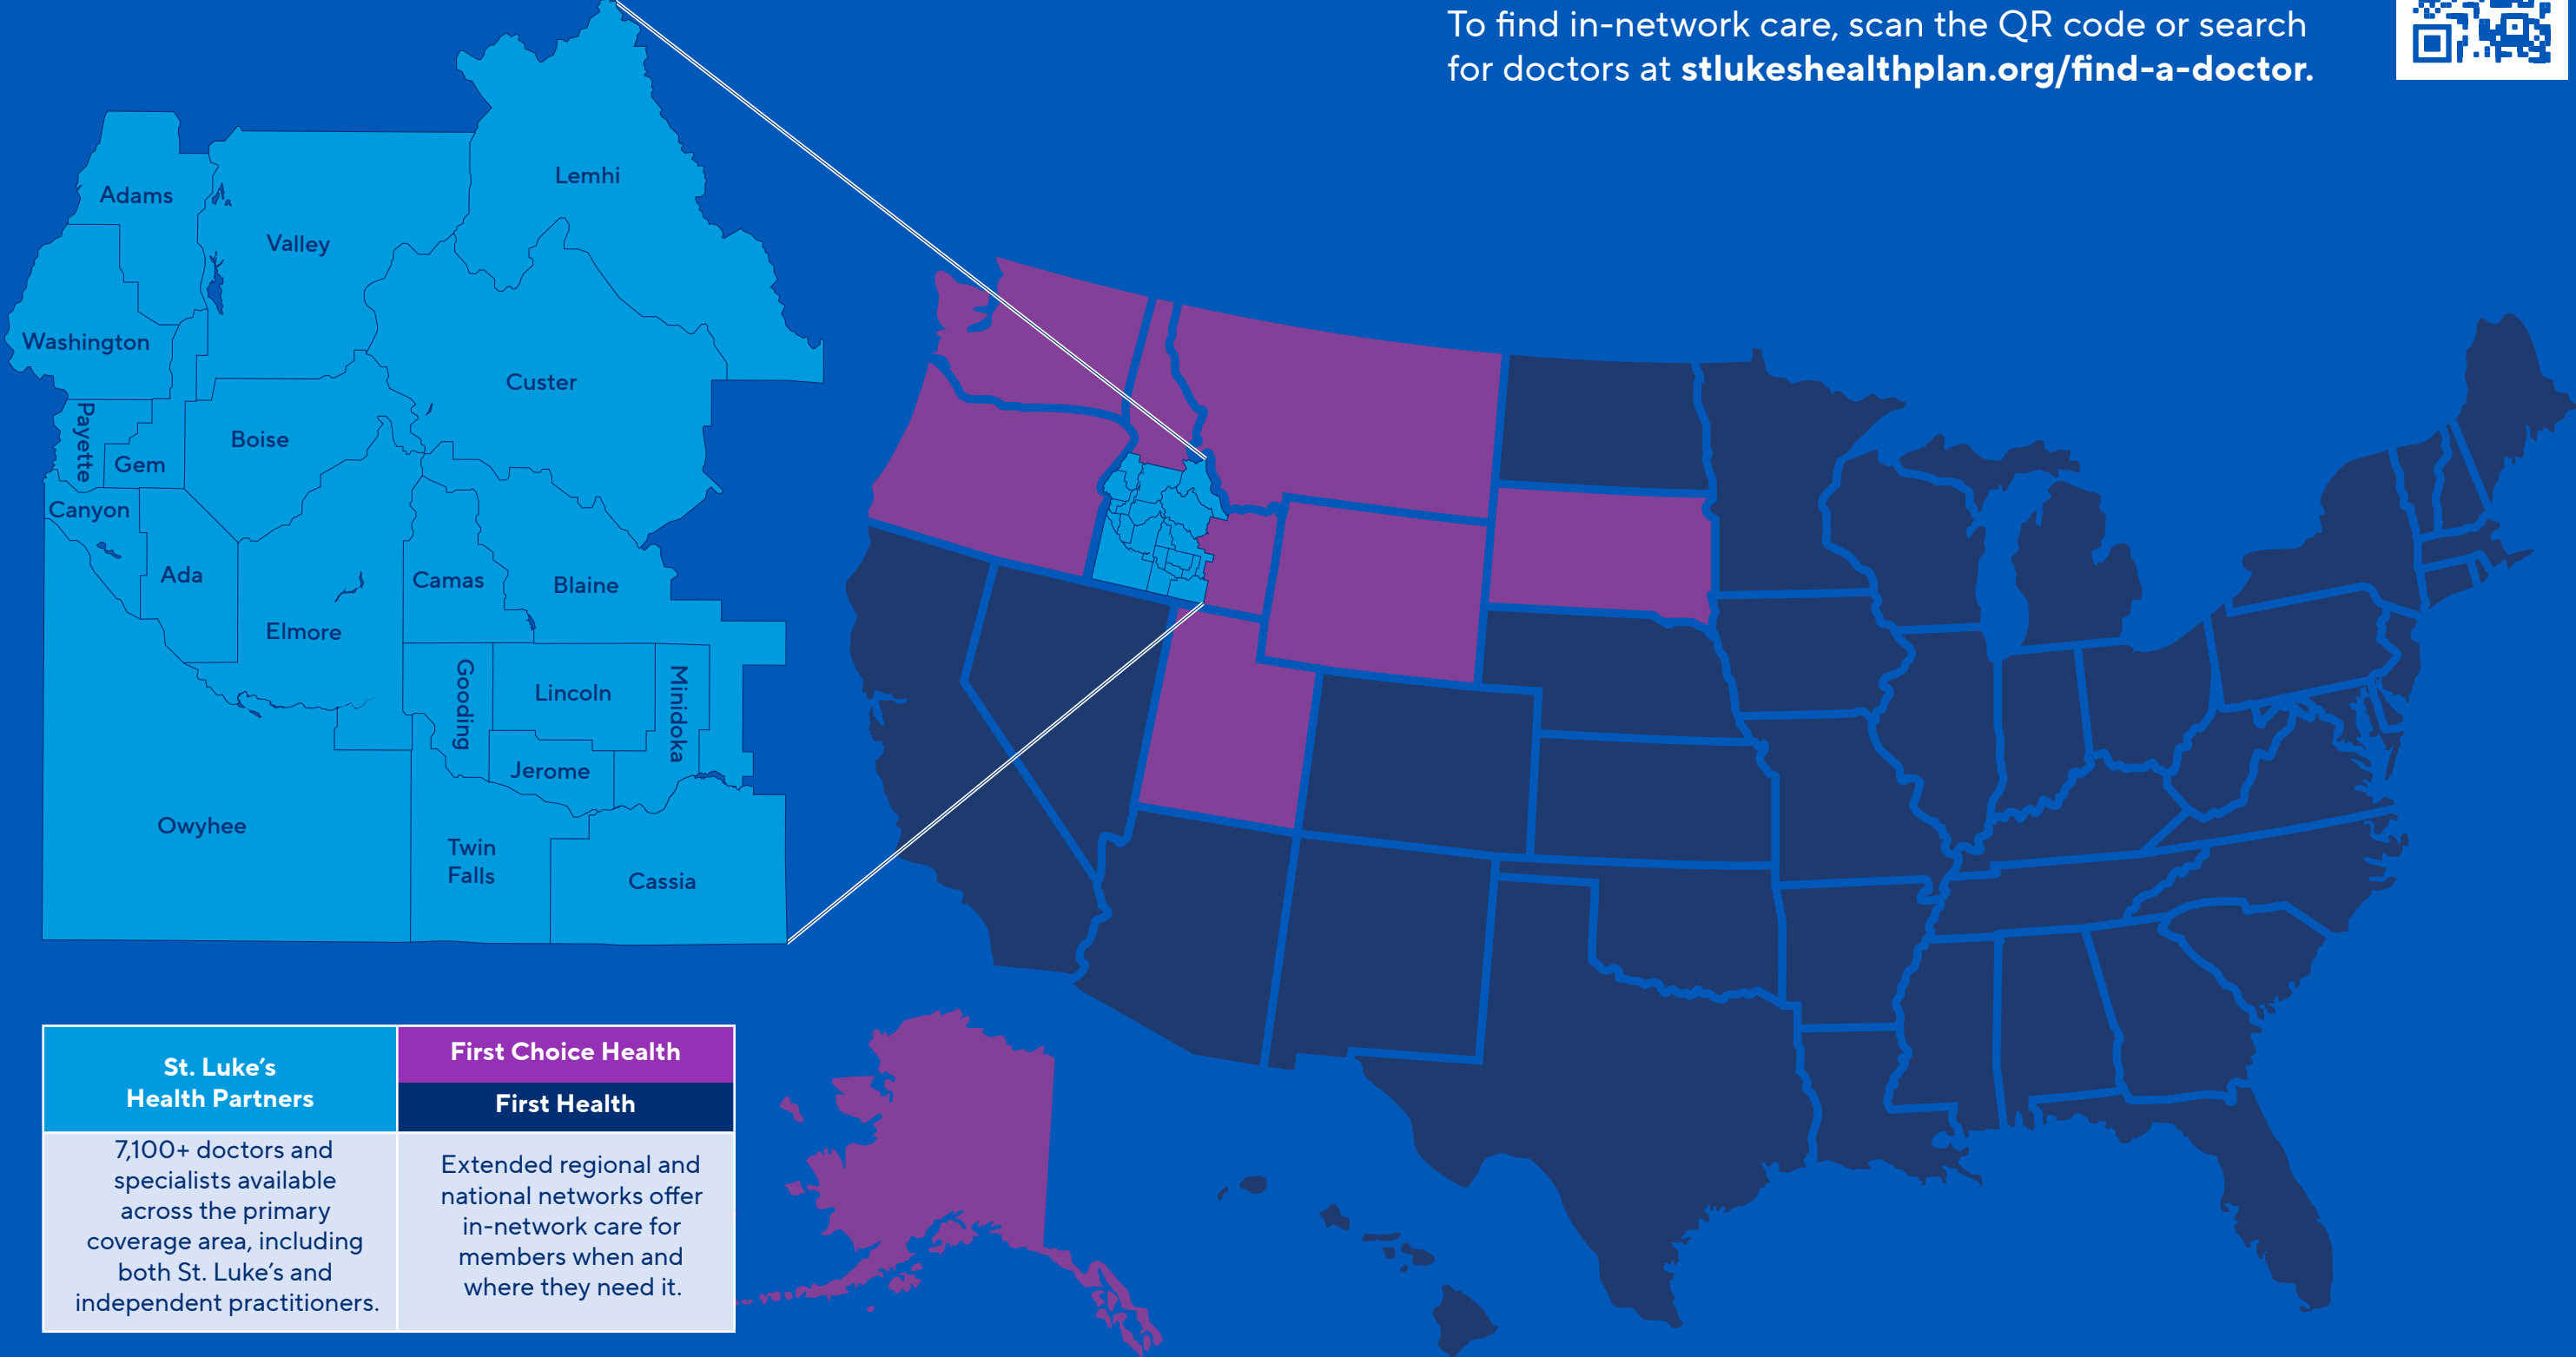 To find in-network care, scan the QR code or search
for doctors at stlukeshealthplan.org/find-a-doctor.
Lemhi
Adams
Valley
Washington
Custer
Payette
Boise
Gem
Canyon
Ada
Camas
Blaine
Elmore
Gooding
Lincoln
Minidoka
Jerome
Owyhee
Twin
Falls
Cassia
St. Luke’s
Health Partners
7,100+ doctors and
specialists available
across the primary
coverage area, including
both St. Luke’s and
independent practitioners.
First Choice Health
First Health
Extended regional and
national networks offer
in-network care for
members when and
where they need it.